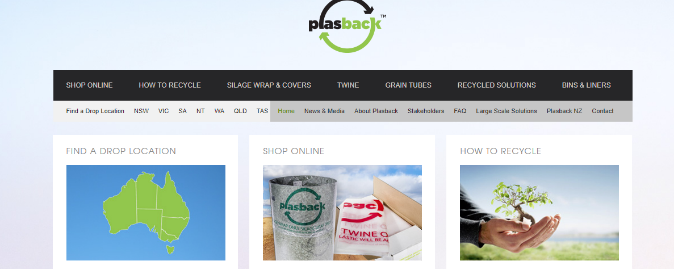 plasback™
SHOP ONLINE HOW TO RECYCLE SILAGE WRAP & COVERS TWINE GRAIN TUBES RECYCLED SOLUTIONS BINS & LINERS
Find a Drop Location NSW VIC SA NT WA QLD TAS Home News & Media About Plasback Stakeholders FAQ Large Scale Solutions Plasback NZ Contact
FIND A DROP LOCATION SHOP ONLINE HOW TO RECYCLE
plasback
TWINE O